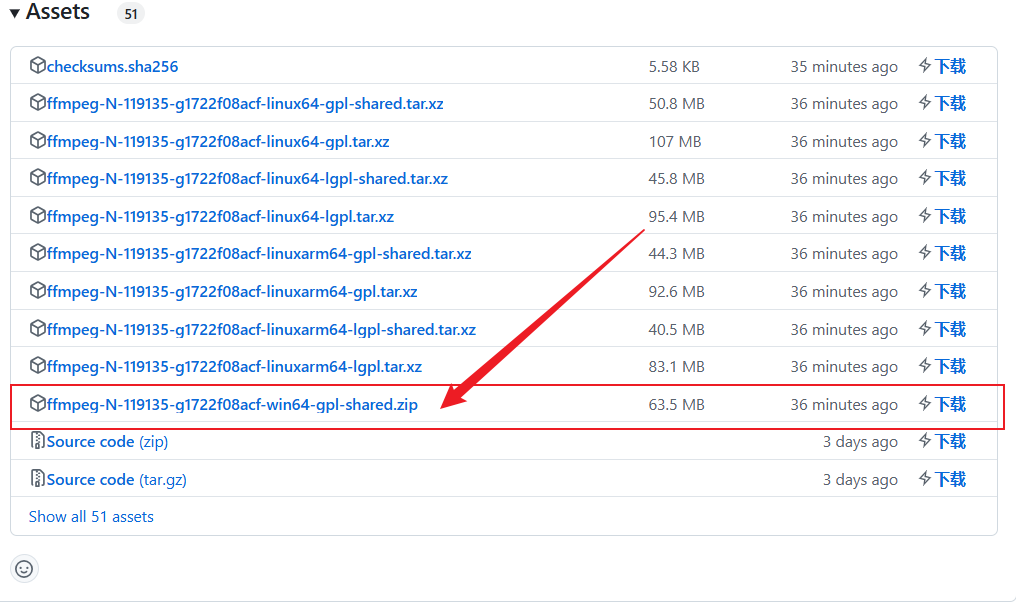 Assets 51
checksums.sha256 5.58 KB 35 minutes ago 下载
ffmpeg-N-119135-g1722f08acf-linux64-gpl-shared.tar.xz 50.8 MB 36 minutes ago 下载
ffmpeg-N-119135-g1722f08acf-linux64-gpl.tar.xz 107 MB 36 minutes ago 下载
ffmpeg-N-119135-g1722f08acf-linux64-lgpl-shared.tar.xz 45.8 MB 36 minutes ago 下载
ffmpeg-N-119135-g1722f08acf-linux64-lgpl.tar.xz 95.4 MB 36 minutes ago 下载
ffmpeg-N-119135-g1722f08acf-linuxarm64-gpl-shared.tar.xz 44.3 MB 36 minutes ago 下载
ffmpeg-N-119135-g1722f08acf-linuxarm64-gpl.tar.xz 92.6 MB 36 minutes ago 下载
ffmpeg-N-119135-g1722f08acf-linuxarm64-lgpl-shared.tar.xz 40.5 MB 36 minutes ago 下载
ffmpeg-N-119135-g1722f08acf-linuxarm64-lgpl.tar.xz 83.1 MB 36 minutes ago 下载
ffmpeg-N-119135-g1722f08acf-win64-gpl-shared.zip 63.5 MB 36 minutes ago 下载
Source code (zip) 3 days ago 下载
Source code (tar.gz) 3 days ago 下载
Show all 51 assets